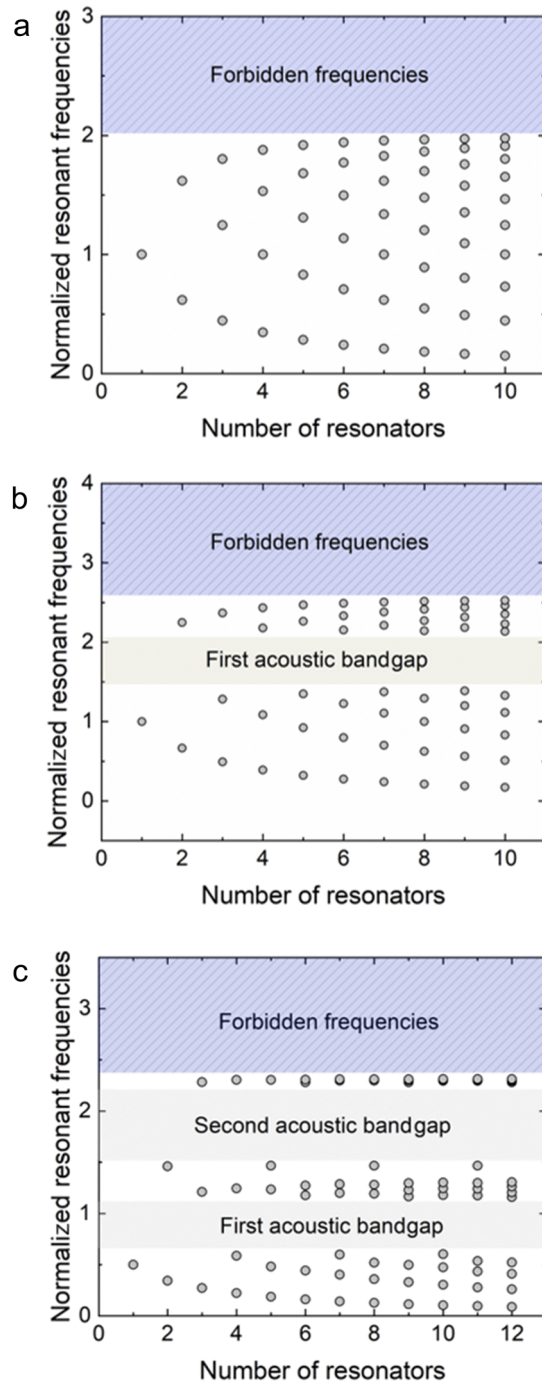 a
Normalized resonant frequencies
3
2
1
0
Forbidden frequencies
0 2 4 6 8 10
Number of resonators
b
Normalized resonant frequencies
4
3
2
1
0
Forbidden frequencies
First acoustic bandgap
0 2 4 6 8 10
Number of resonators
c
Normalized resonant frequencies
3
2
1
0
Forbidden frequencies
Second acoustic bandgap
First acoustic bandgap
0 2 4 6 8 10 12
Number of resonators